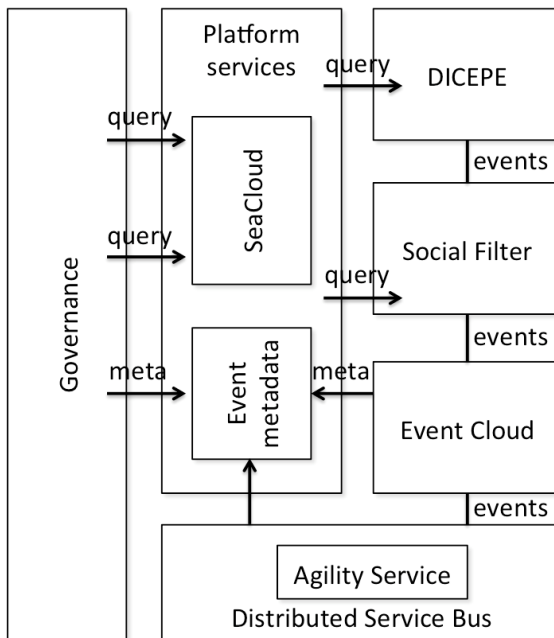 Platform
services
query
DICEPE
query
events
SeaCloud
query
query
Social Filter
Governance
events
meta
Event
metadata
meta
Event Cloud
events
Agility Service
Distributed Service Bus